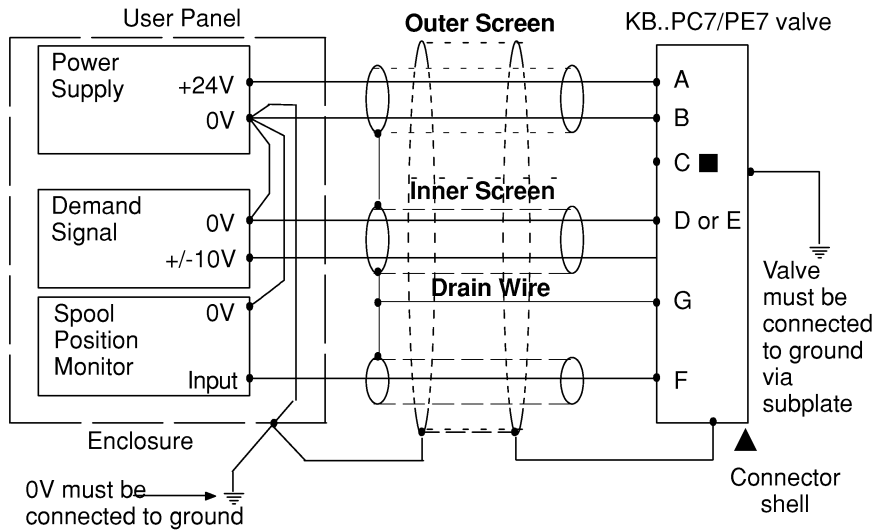 User Panel
Outer Screen
KB..PC7/PE7 valve
Power
Supply
+24V
0V
A
B
C ■
Inner Screen
Demand
Signal
0V
+/-10V
D or E
Drain Wire
Spool
Position
Monitor
0V
Input
G
F
Valve
must be
connected
to ground
via
subplate
Enclosure
▲
Connector
shell
0V must be
connected to ground